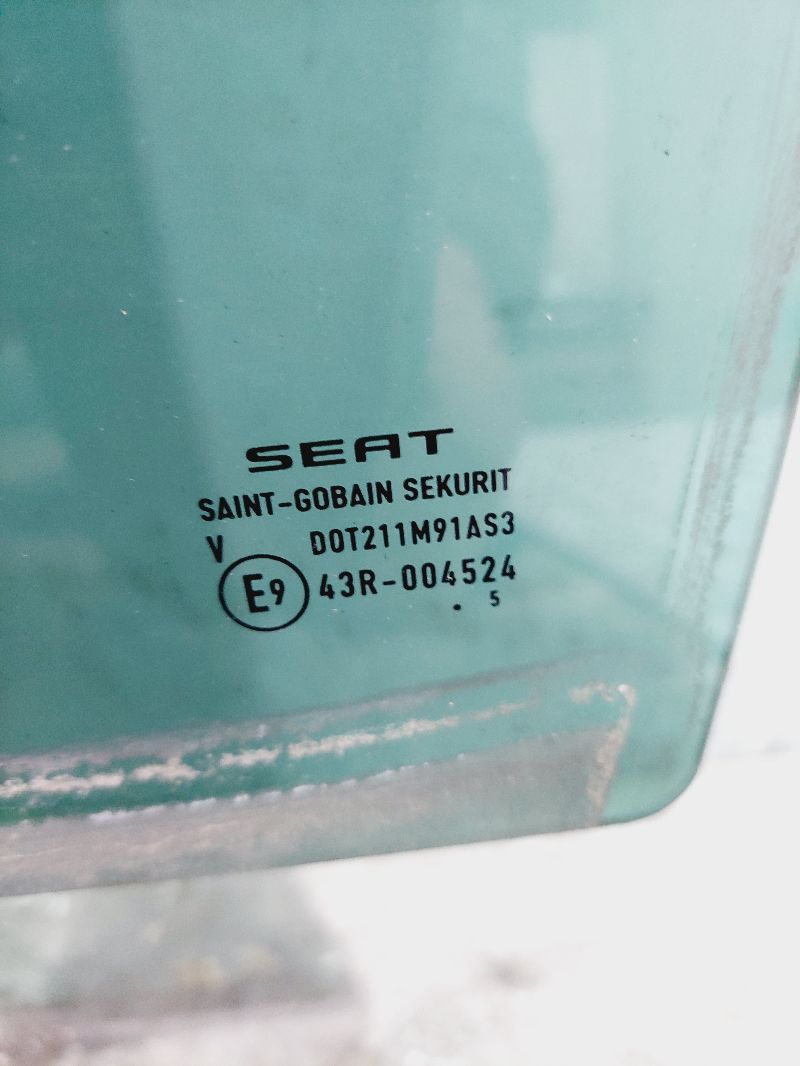 SEAT
SAINT-GOBAIN SEKURIT
V DOT211M91AS3
E9 43R-004524
. 5